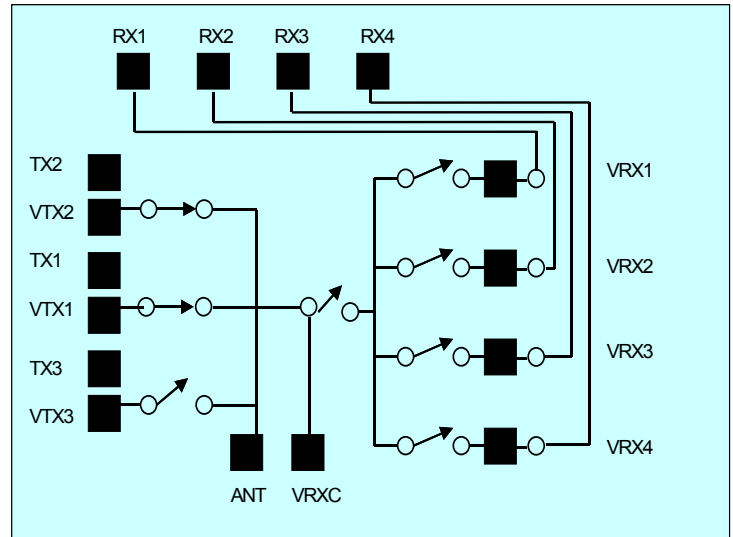 RX1 RX2 RX3 RX4
TX2
VTX2
TX1
VTX1
TX3
VTX3
VRX1
VRX2
VRX3
VRX4
ANT VRXC